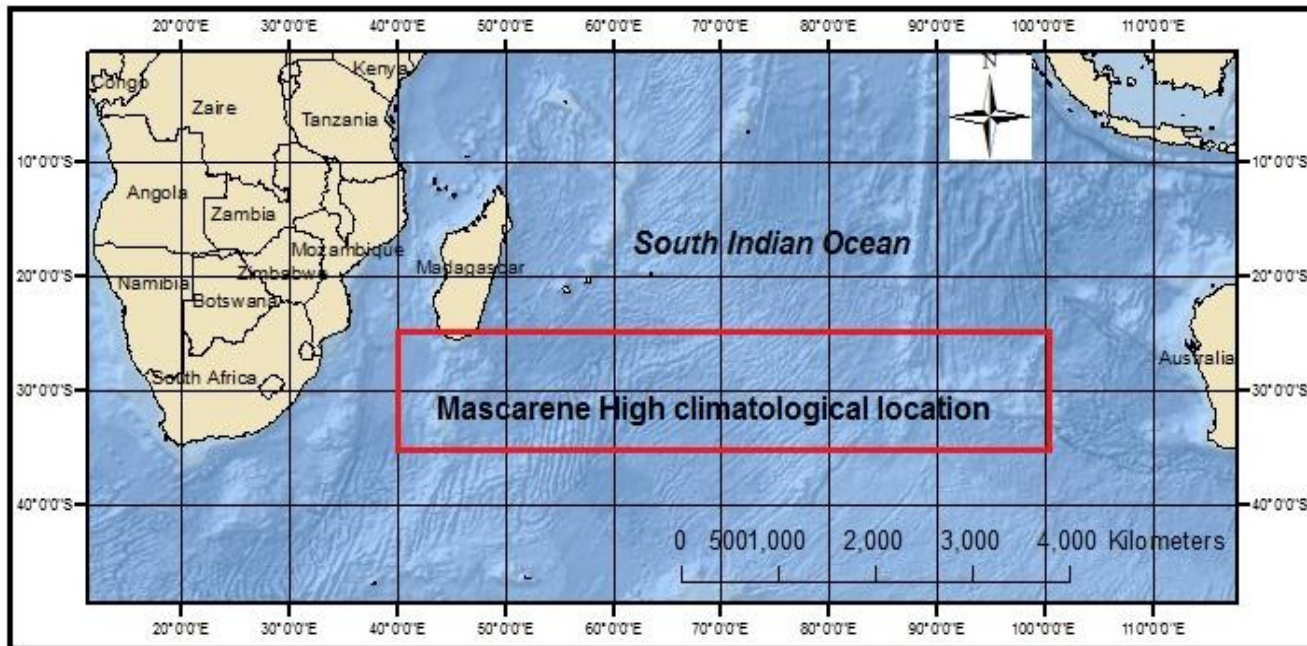 20°0'0"E 30°0'0"E 40°0'0"E 50°0'0"E 60°0'0"E 70°0'0"E 80°0'0"E 90°0'0"E 100°0'0"E 110°0'0"E
N
Kenya
Congo
Zaire
Tanzania
10°0'0"S 10°0'0"S
Angola
Zambia
Mozambique
South Indian Ocean
Madagascar
Zimbabwe
20°0'0"S 20°0'0"S
Namibia
Botswana
Australia
South Africa
30°0'0"S 30°0'0"S
Mascarene High climatological location
40°0'0"S 40°0'0"S
0 5001,000 2,000 3,000 4,000 Kilometers
20°0'0"E 30°0'0"E 40°0'0"E 50°0'0"E 60°0'0"E 70°0'0"E 80°0'0"E 90°0'0"E 100°0'0"E 110°0'0"E